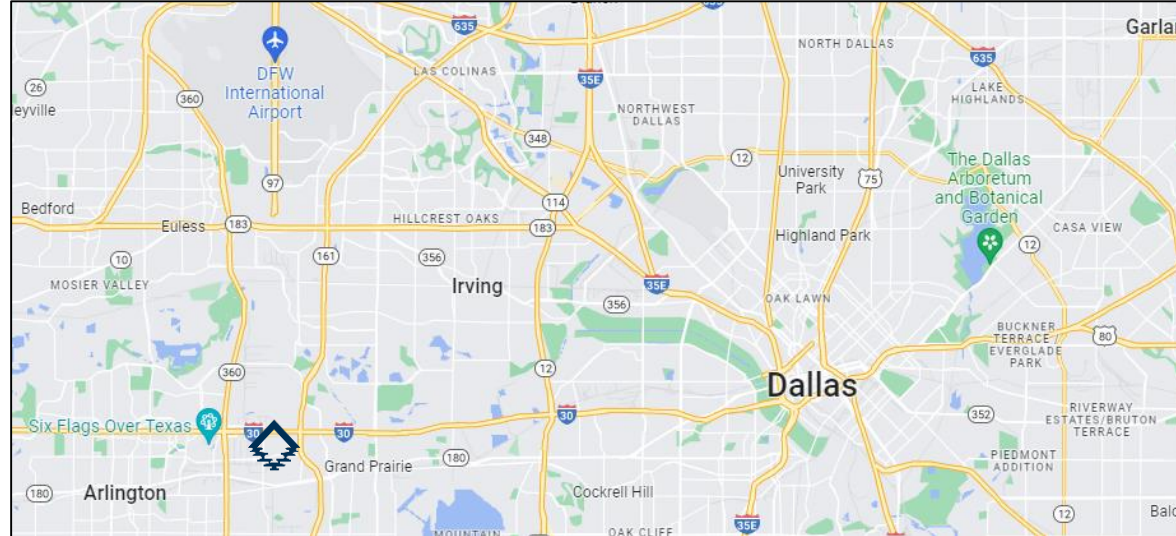 635
Garla
NORTH DALLAS
DFW
International
Airport
LAS COLINAS
35E
635
26
eyville
360
LAKE
HIGHLANDS
NORTHWEST
DALLAS
348
12
The Dallas
Arboretum
and Botanical
Garden
University
Park
75
97
Bedford
114
HILLCREST OAKS
183
Euless
183
Highland Park
CASA VIEW
12
161
356
10
MOSIER VALLEY
Irving
35E
356
OAK LAWN
BUCKNER
TERRACE
EVERGLADE
PARK
80
360
12
Dallas
Six Flags Over Texas
30
30
30
352
RIVERWAY
ESTATES/BRUTON
TERRACE
Grand Prairie
180
PIEDMONT
ADDITION
180
Arlington
Cockrell Hill
12
Balc
MOUNTAIN
OAK CLIFF
35E